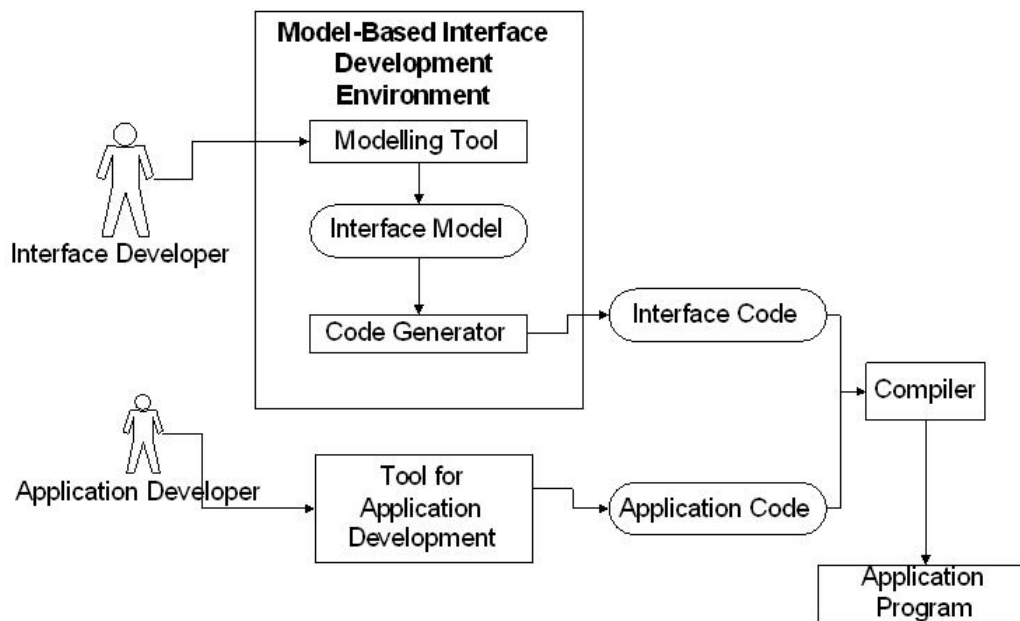 Model-Based Interface
Development
Environment
Modelling Tool
Interface Model
Interface Developer
Code Generator
Interface Code
Compiler
Application Developer
Tool for
Application
Development
Application Code
Application
Program